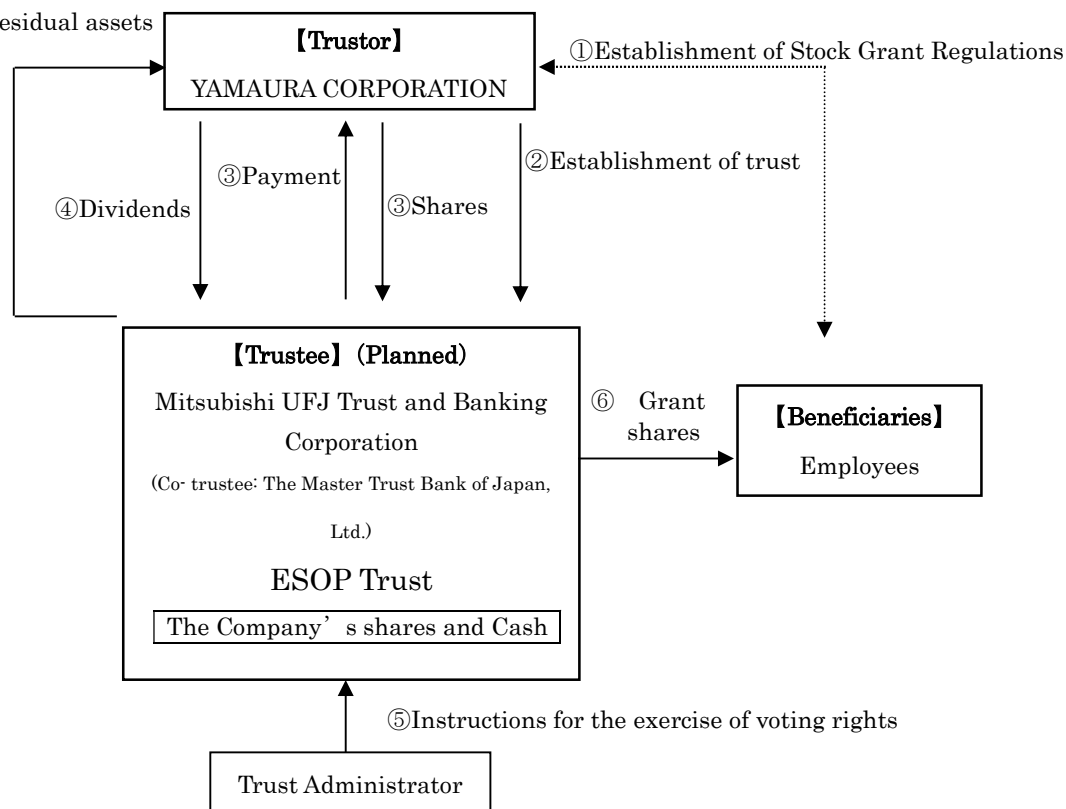 esidual assets
【Trustor】
YAMAURA CORPORATION
①Establishment of Stock Grant Regulations
②Establishment of trust
③Payment
③Shares
④Dividends
【Trustee】 (Planned)
Mitsubishi UFJ Trust and Banking
Corporation
(Co- trustee: The Master Trust Bank of Japan,
Ltd.)
ESOP Trust
The Company’s shares and Cash
⑥ Grant
shares
【Beneficiaries】
Employees
⑤Instructions for the exercise of voting rights
Trust Administrator